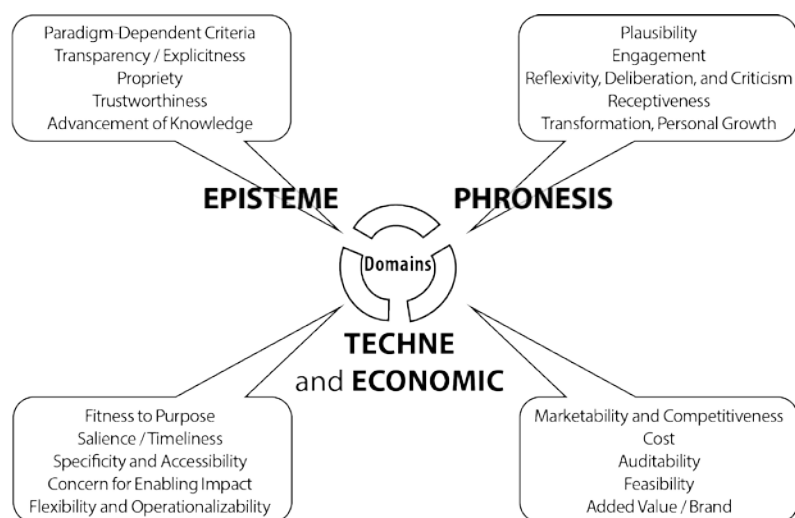 Paradigm-Dependent Criteria
Transparency / Explicitness
Propriety
Trustworthiness
Advancement of Knowledge
Plausibility
Engagement
Reflexivity, Deliberation, and Criticism
Receptiveness
Transformation, Personal Growth
EPISTEME
PHRONESIS
Domains
TECHNE
and ECONOMIC
Fitness to Purpose
Salience / Timeliness
Specificity and Accessibility
Concern for Enabling Impact
Flexibility and Operationalizability
Marketability and Competitiveness
Cost
Auditability
Feasibility
Added Value / Brand